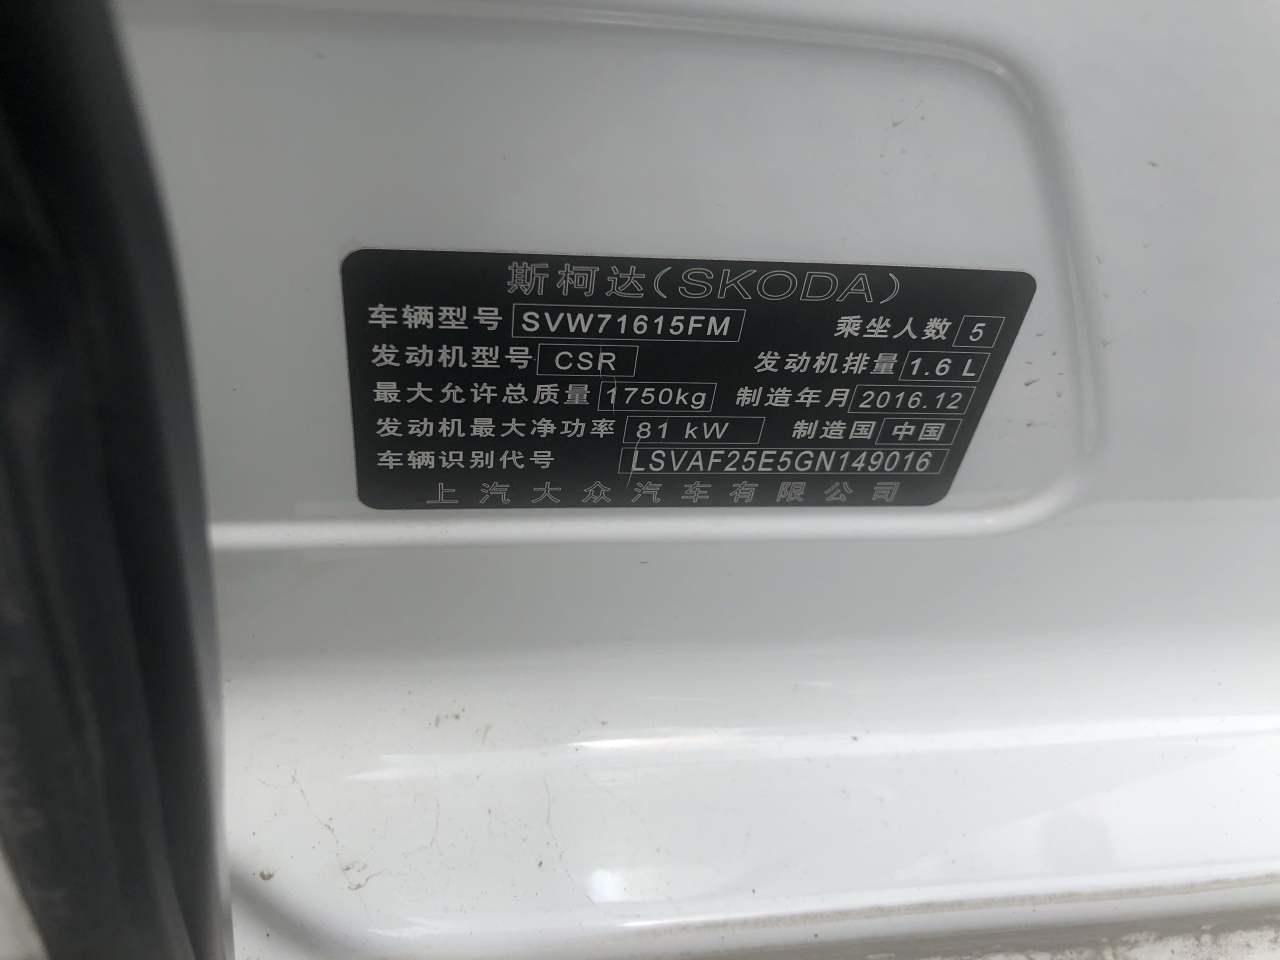 斯柯达(SKODA)
车辆型号 SVW71615FM 乘坐人数 5
发动机型号 CSR 发动机排量 1.6 L
最大允许总质量 1750kg 制造年月 2016.12
发动机最大净功率 81 kW 制造国 中国
车辆识别代号 LSVAF25E5GN149016
上汽大众汽车有限公司